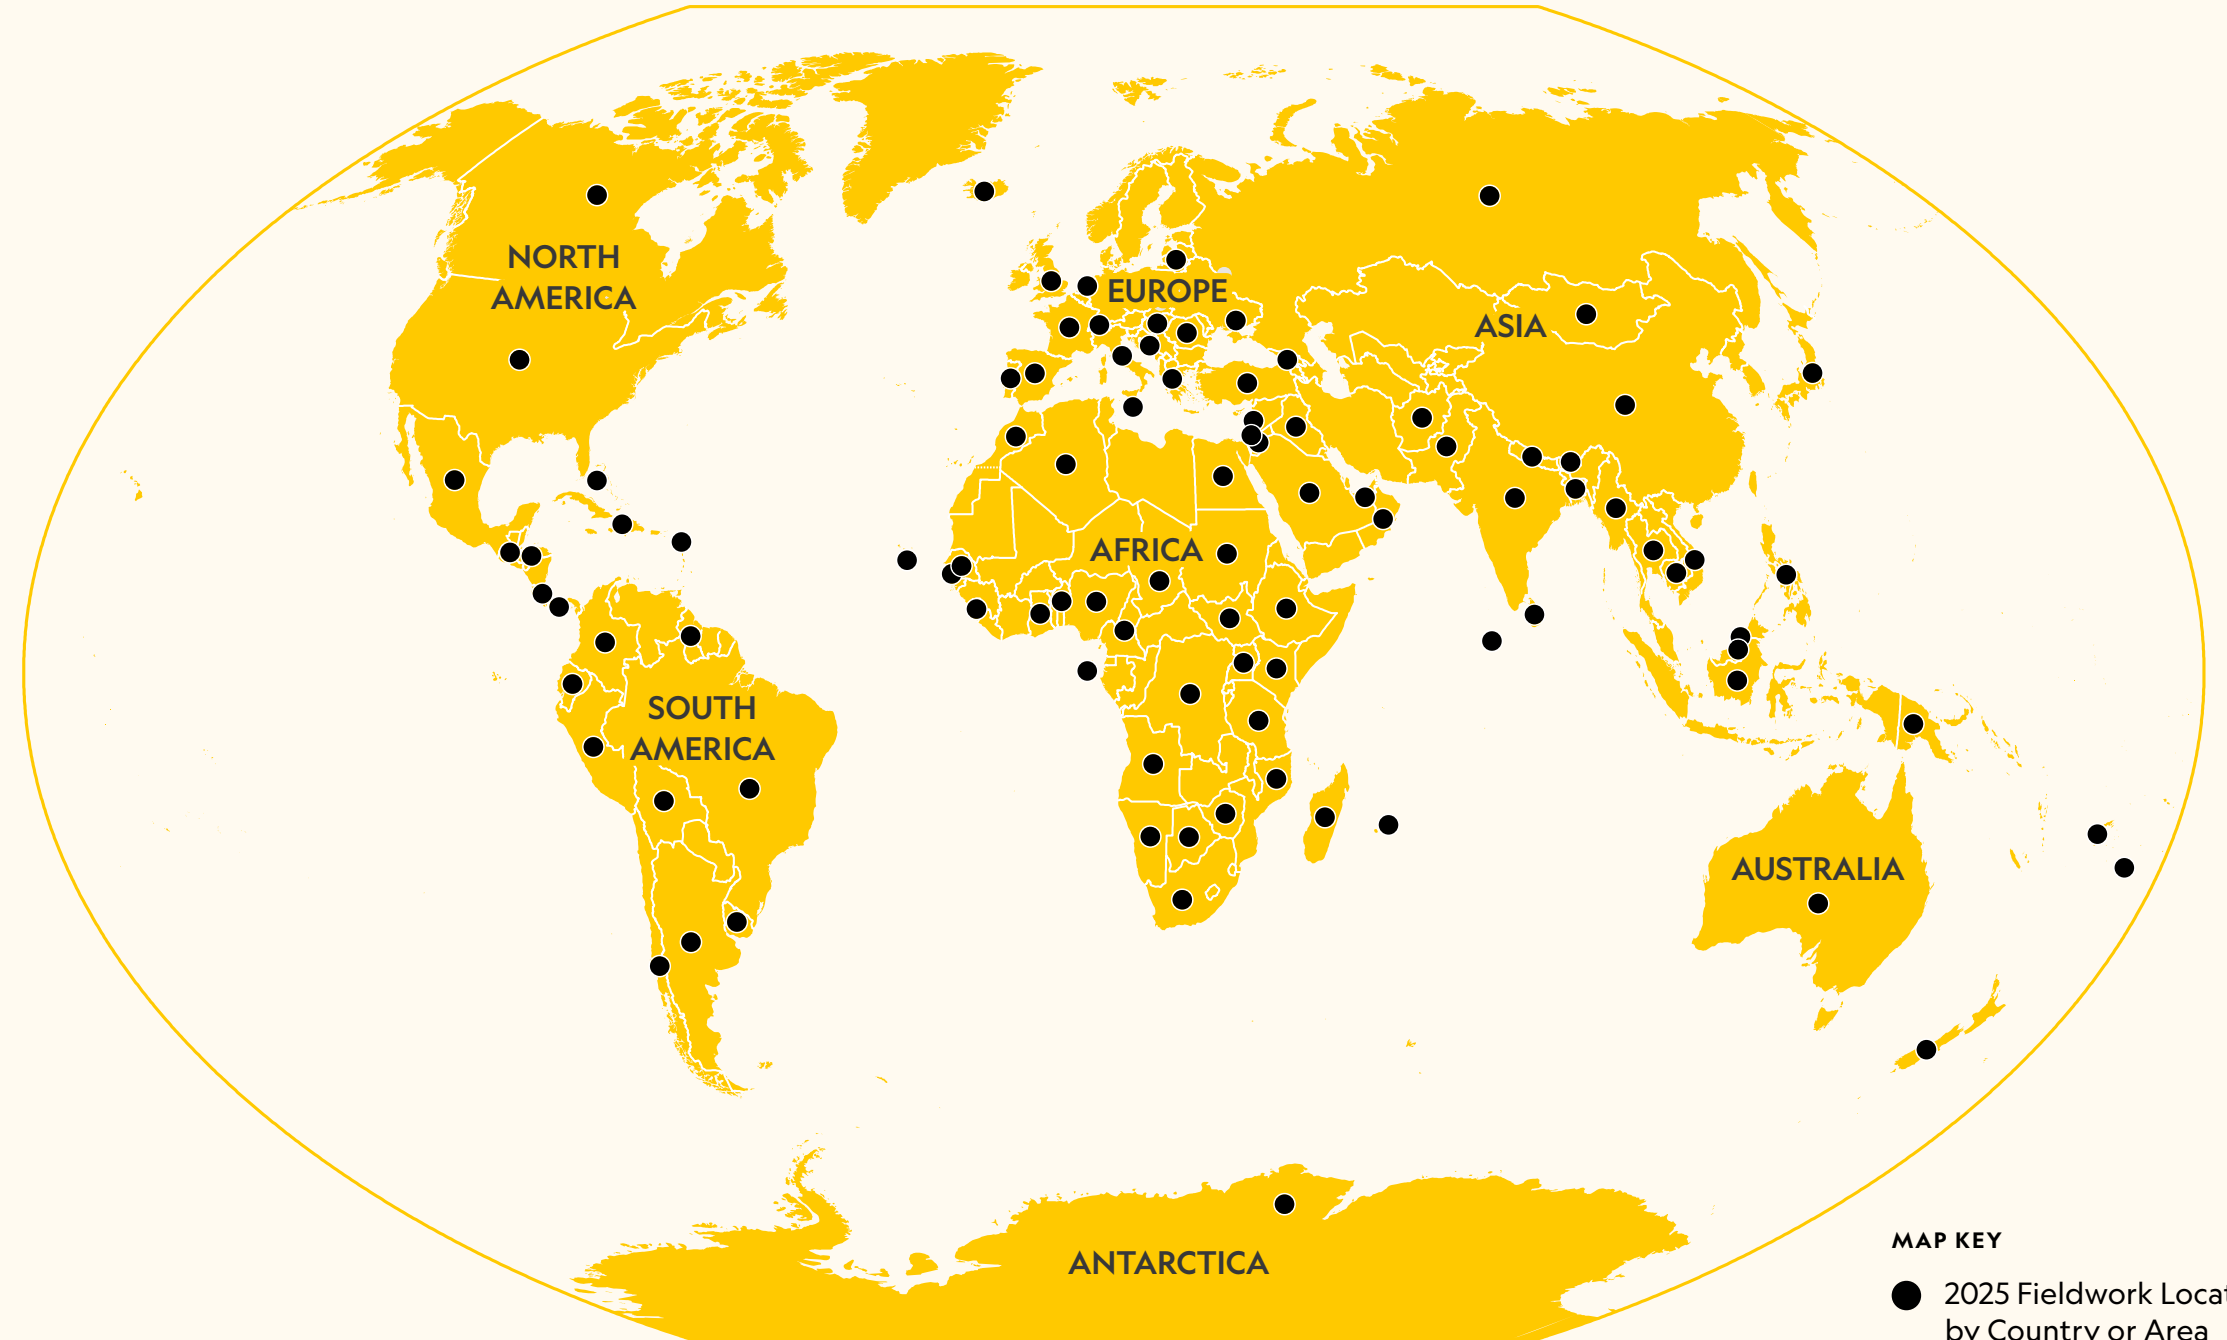 NORTH
AMERICA
EUROPE
ASIA
AFRICA
SOUTH
AMERICA
AUSTRALIA
ANTARCTICA
MAP KEY
2025 Fieldwork
by Country or Area